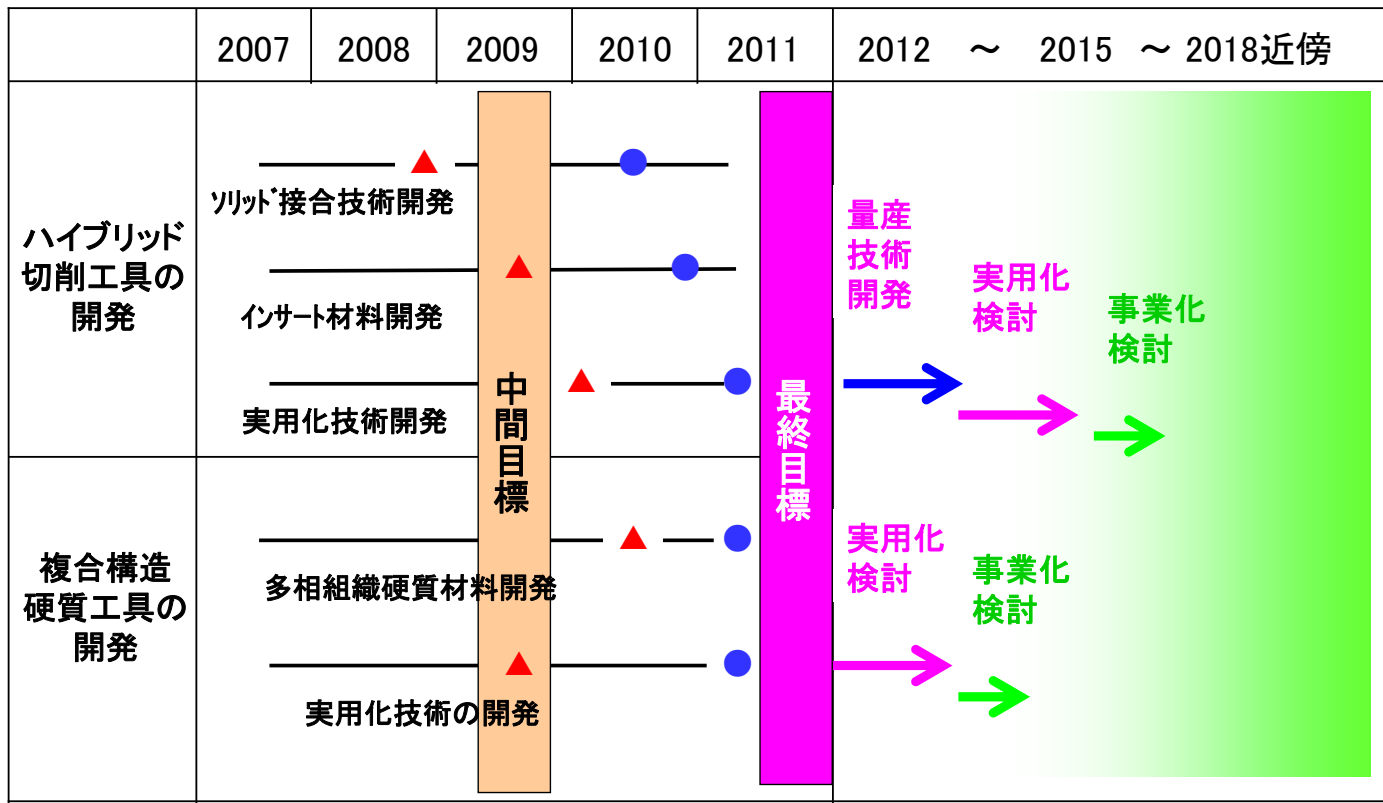 2007 2008 2009 2010 2011 2012 ～ 2015 ～ 2018近傍
ハイブリッド
切削工具の
開発
ｿﾘｯﾄﾞ接合技術開発
インサート材料開発
実用化技術開発
中間目標
最終目標
量産
技術
開発
実用化
検討
事業化
検討
複合構造
硬質工具の
開発
多相組織硬質材料開発
実用化技術の開発
実用化
検討
事業化
検討